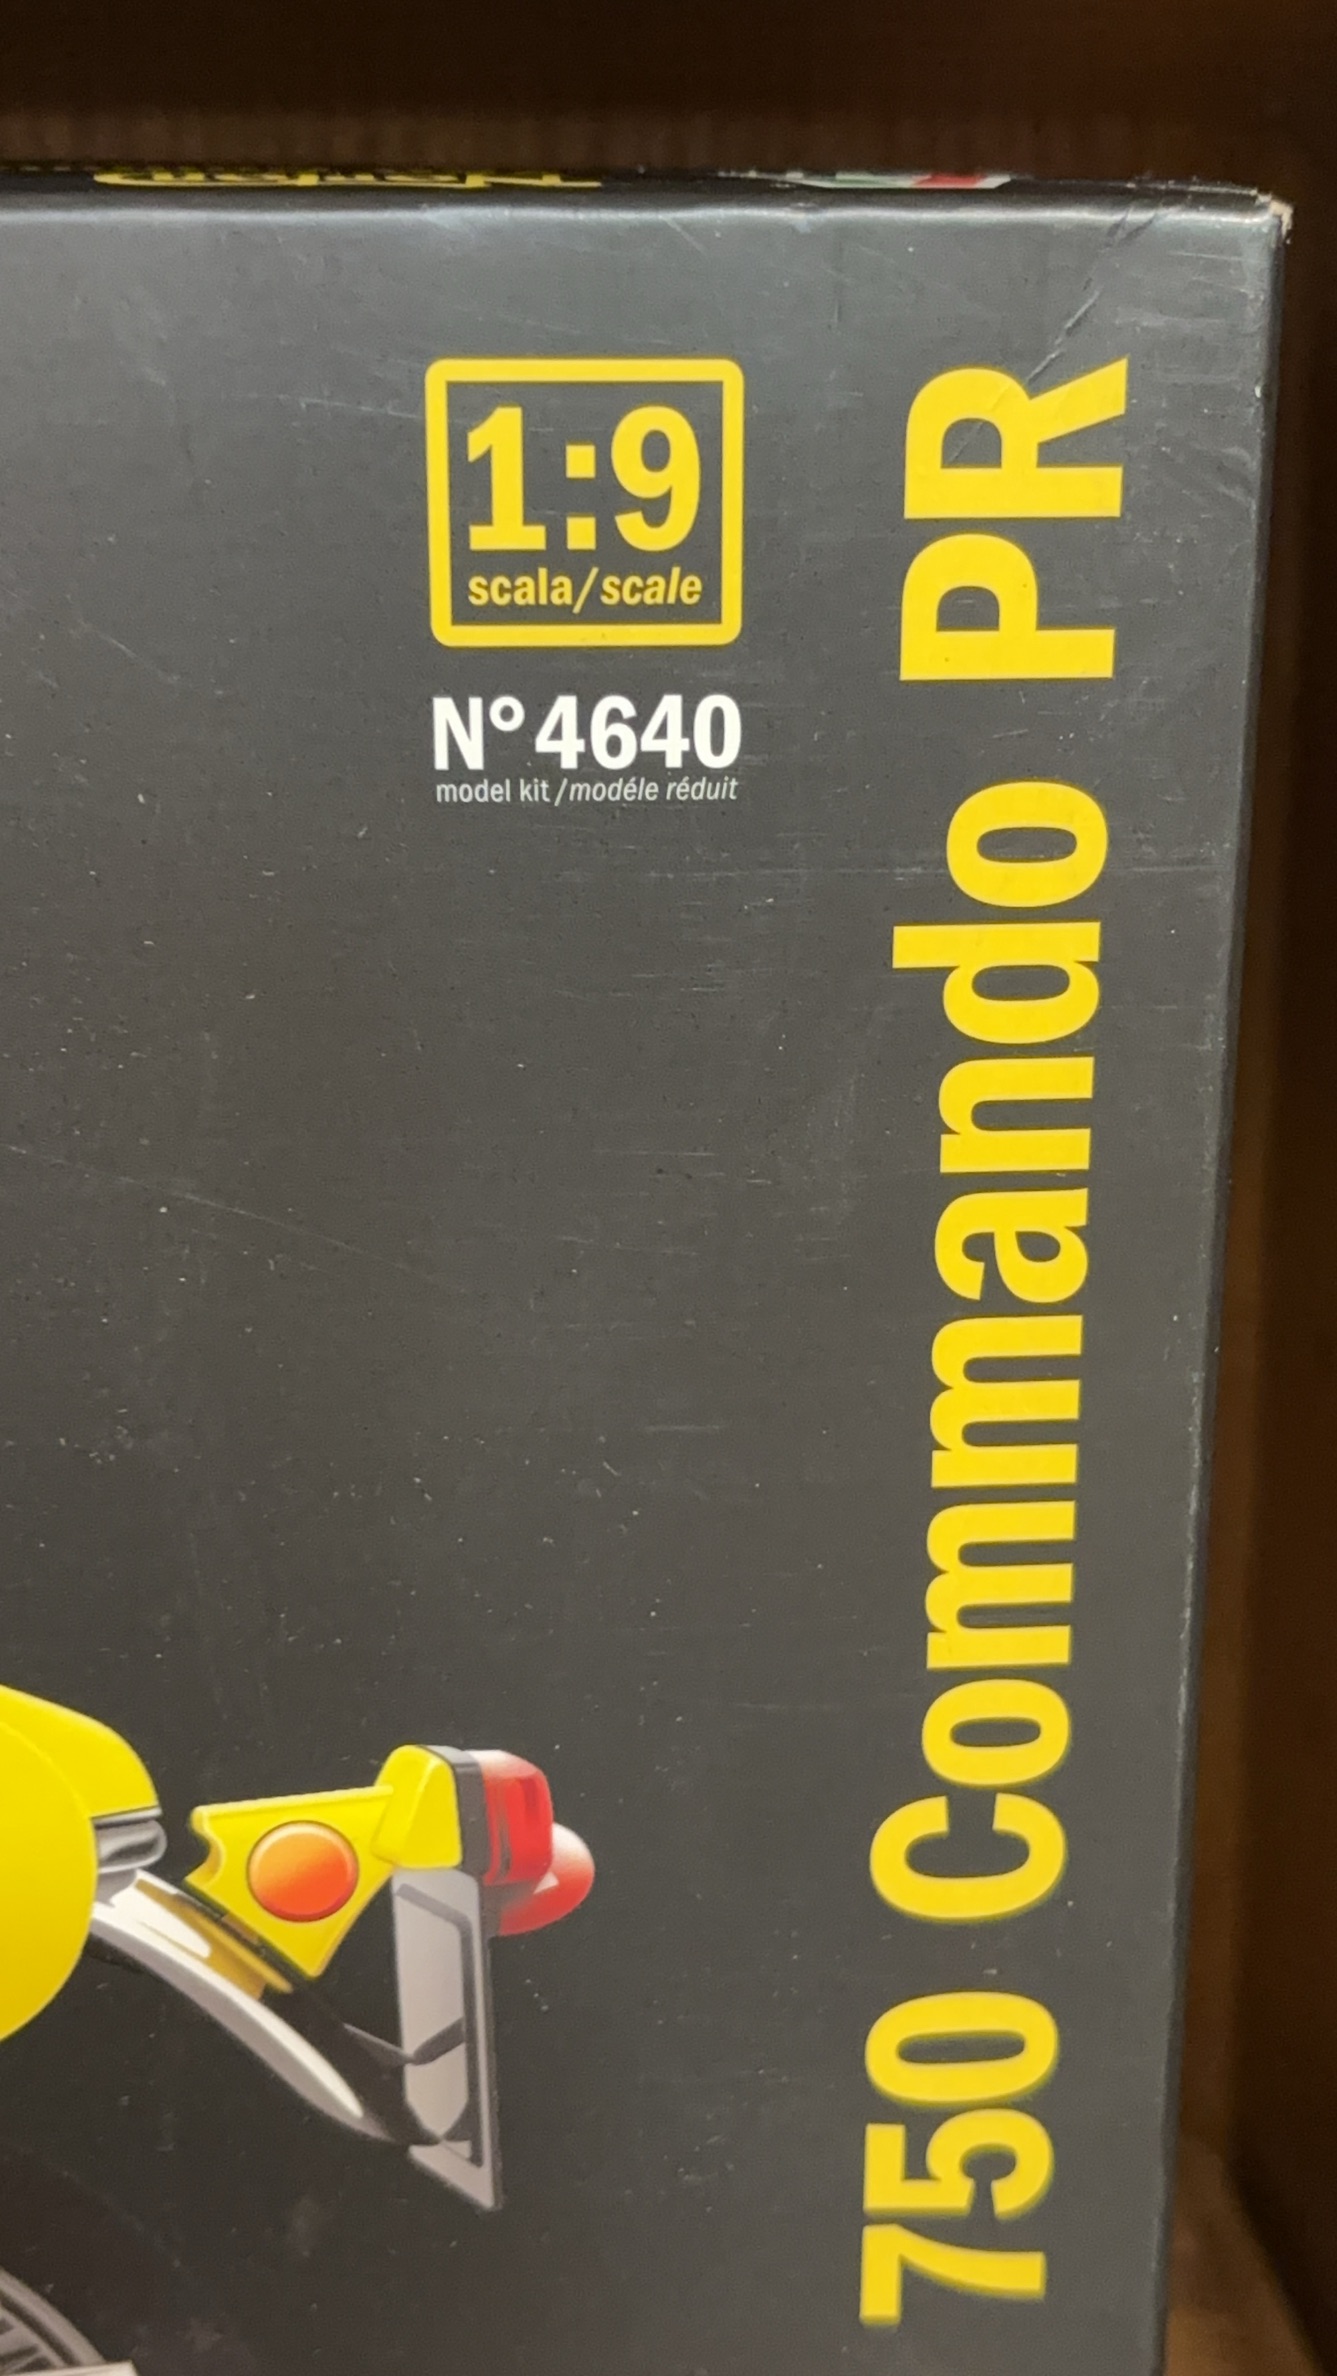 1:9
scala/scale
N° 4640
model kit/modéle réduit
750 Commando PR